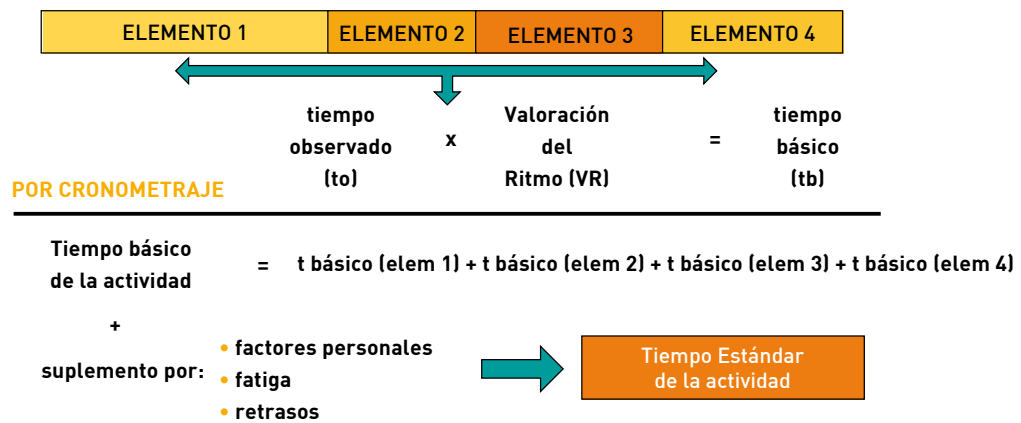 ELEMENTO 1
ELEMENTO 2
ELEMENTO 3
ELEMENTO 4
tiempo
observado
(to)
x
Valoración
del
Ritmo (VR)
=
tiempo
básico
(tb)
POR CRONOMETRAJE
Tiempo básico
de la actividad
= t básico (elem 1) + t básico (elem 2) + t básico (elem 3) + t básico (elem 4)
+
suplemento por:
• factores personales
• fatiga
• retrasos
Tiempo Estándar
de la actividad